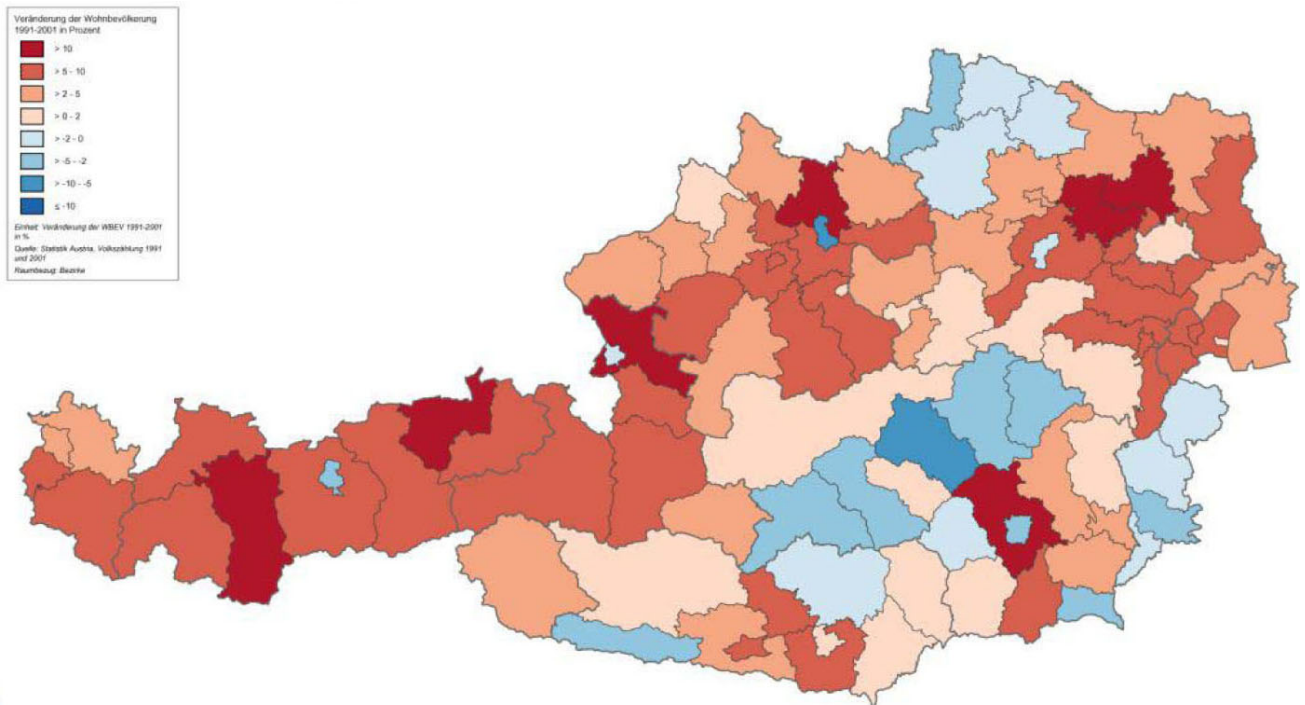 Veränderung der Wohnbevölkerung
1991-2001 in Prozent
> 10
> 5 - 10
> 2 - 5
> 0 - 2
> -2 - 0
> -5 - -2
> -10 - -5
≤ -10
Einheit: Veränderung der WBEV 1991-2001
in %
Quelle: Statistik Austria, Volkszählung 1991
und 2001
Raumbezug: Bezirke